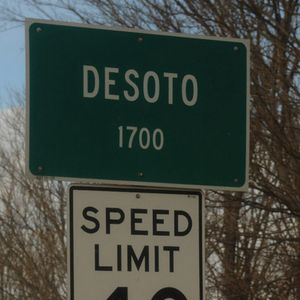 DESOTO
1700
SPEED
LIMIT